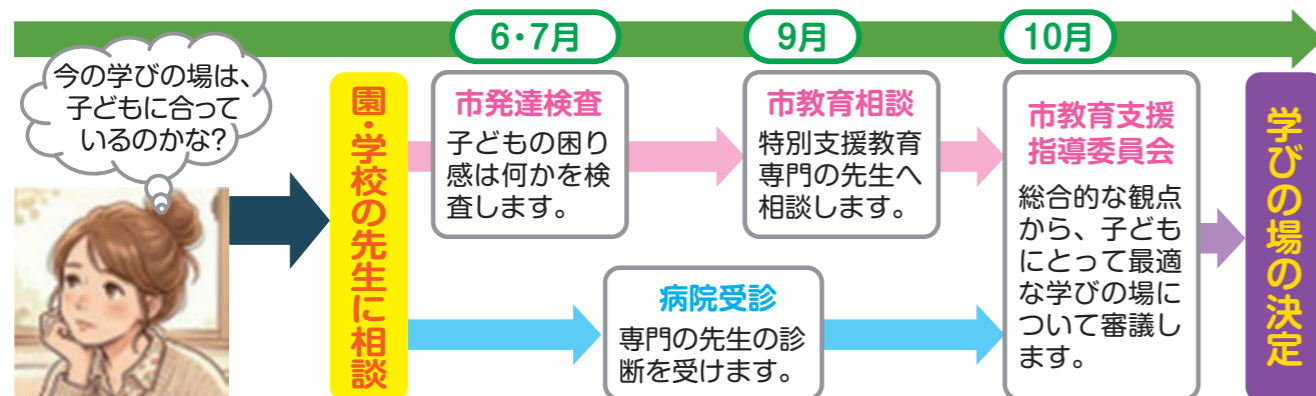 6・7月
9月
10月
今の学びの場は、
子どもに合って
いるのかな?
園・学校の先生に相談
市発達検査
子どもの困り
感は何かを検
査します。
市教育相談
特別支援教育
専門の先生へ
相談します。
病院受診
専門の先生の診
断を受けます。
市教育支援
指導委員会
総合的な観点
から、子ども
にとって最適
な学びの場に
ついて審議し
ます。
学びの場の決定